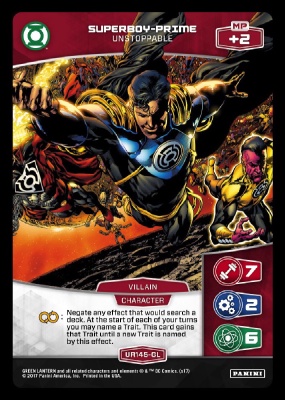 SUPERBOY-PRIME
UNSTOPPABLE
MP
+2
VILLAIN
CHARACTER
7
: Negate any effect that would search a
deck. At the start of each of your turns
you may name a Trait. This card gains
that Trait until a new Trait is named
by this effect.
2
6
UR146-GL
GREEN LANTERN and all related characters and elements © & ™ DC Comics. (s17)
© 2017 Panini America, Inc. Printed in the USA.
PANINI